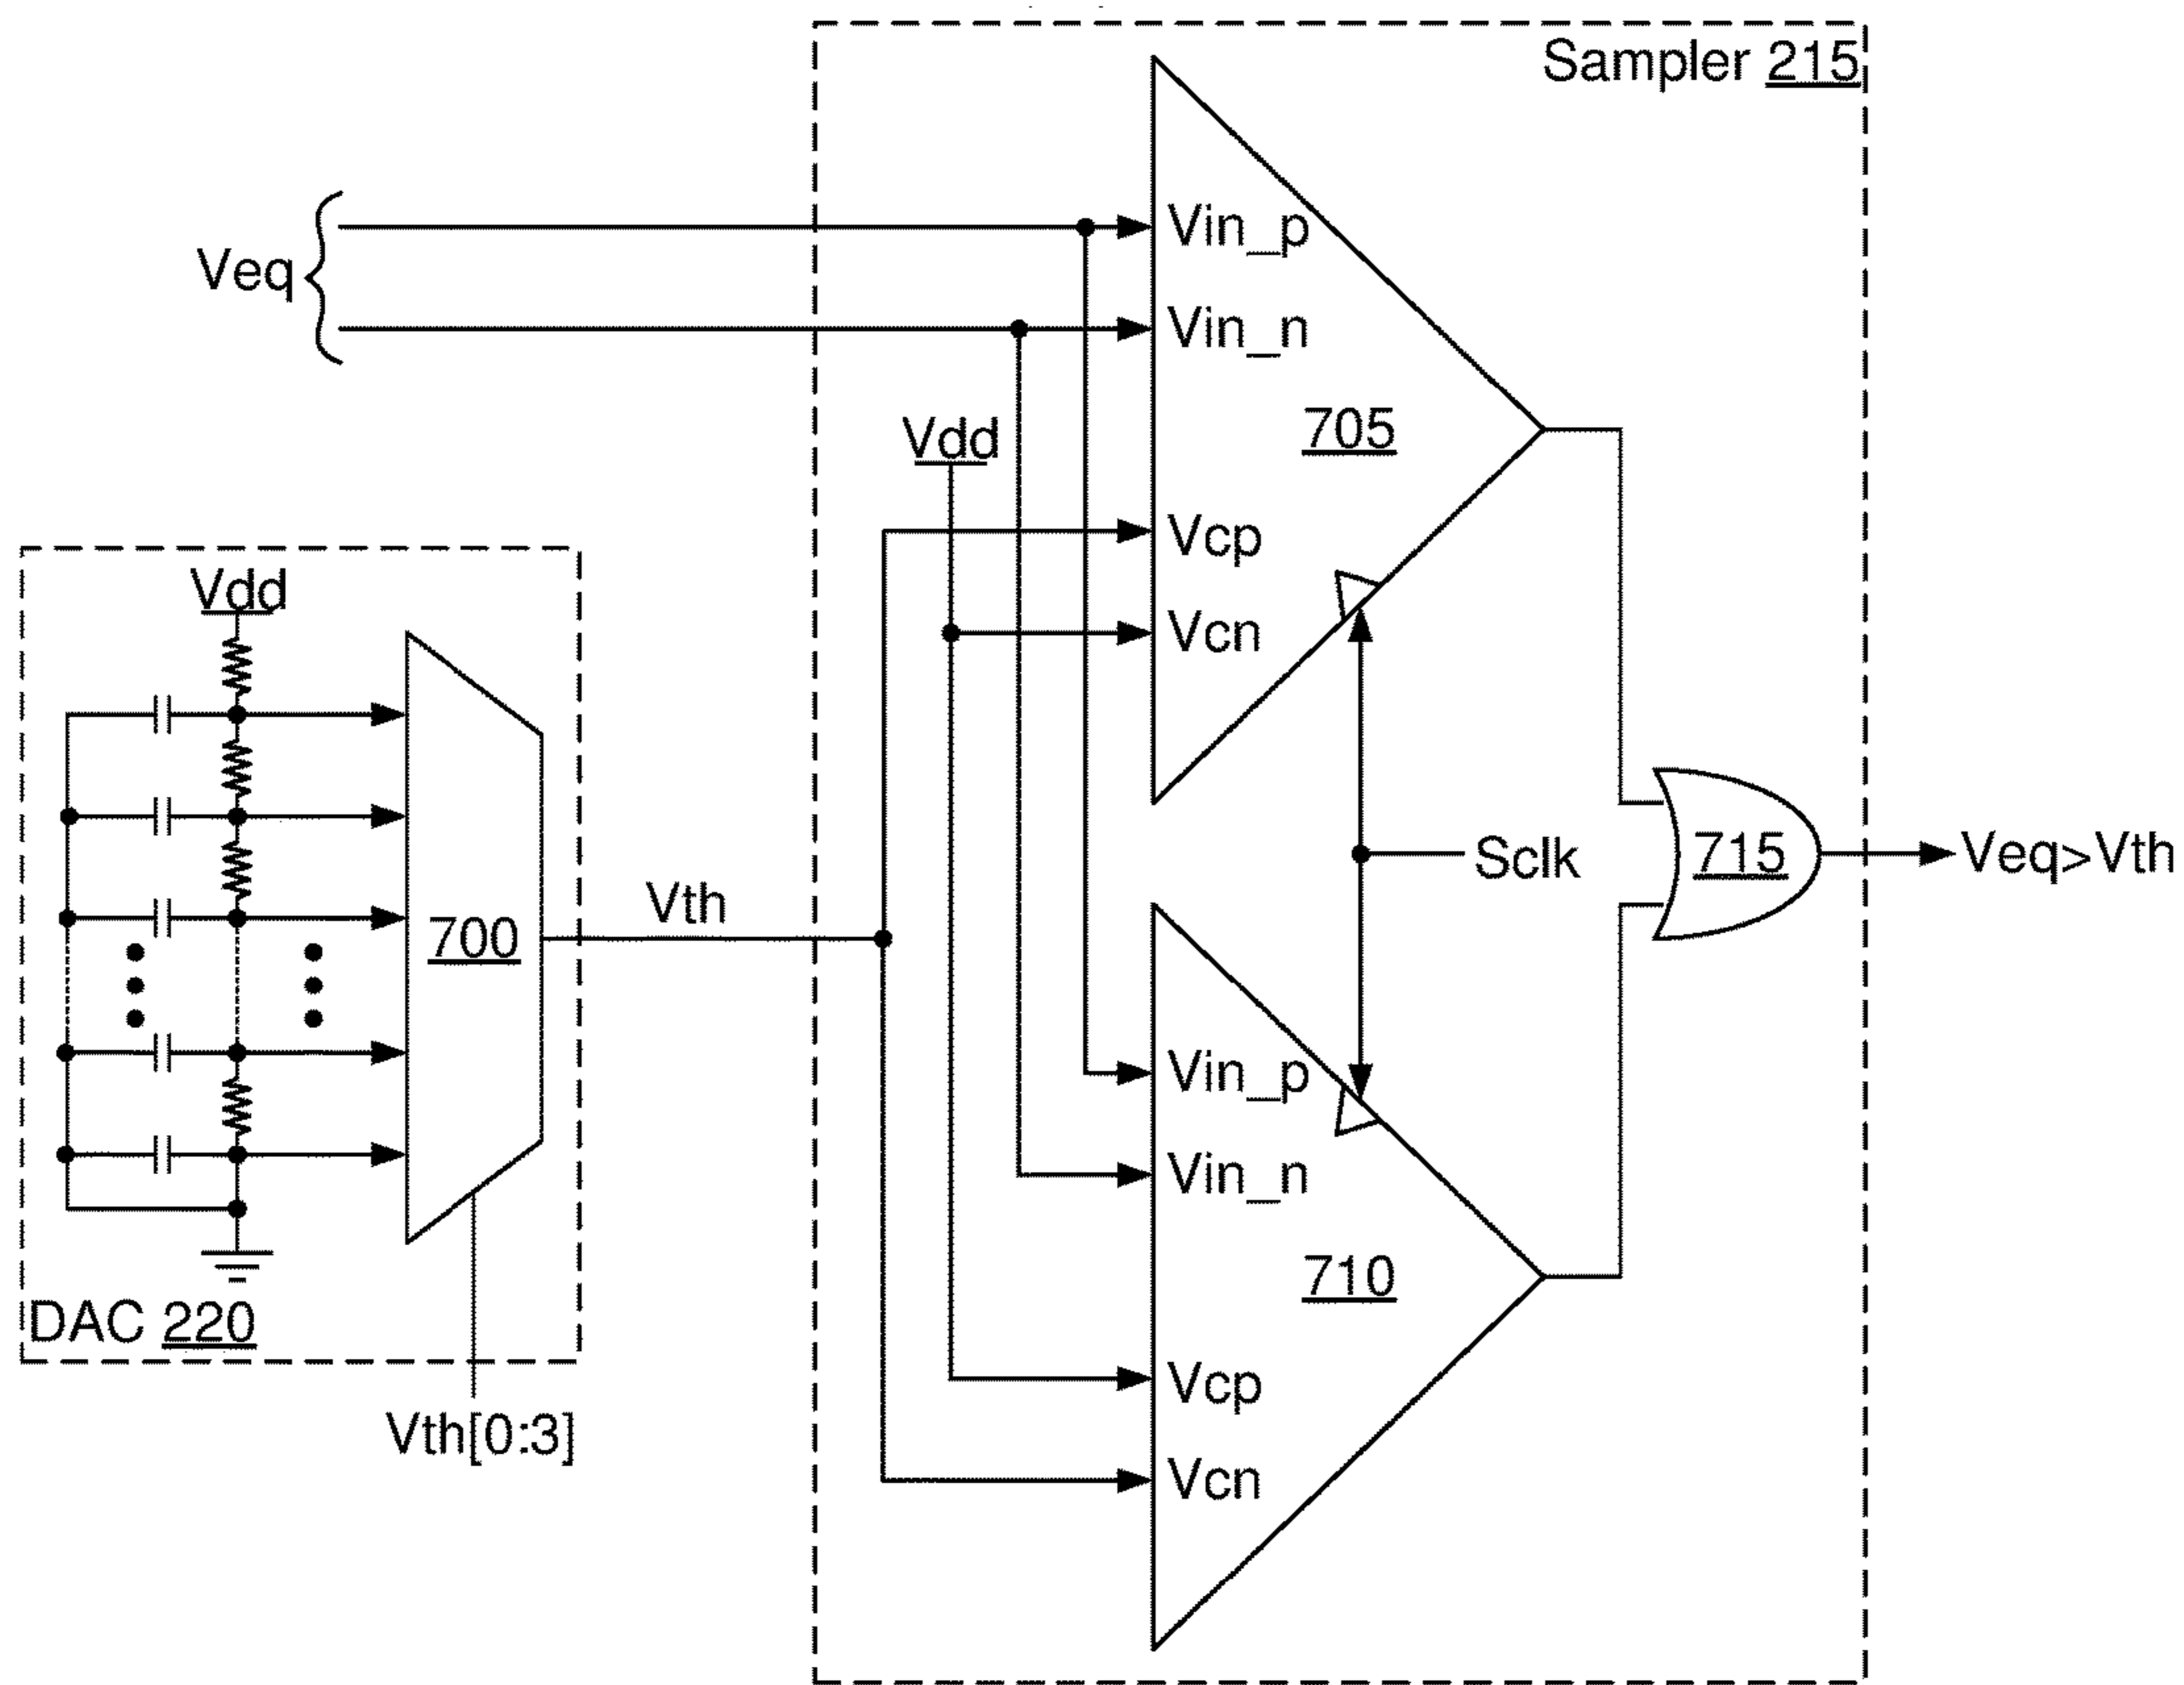 Sampler 215
Veq
Vin_p
Vin_n
705
Vdd
Vcp
Vcn
Vdd
700
Vth
Sclk
715
Veq>Vth
Vin_p
Vin_n
710
Vcp
Vcn
DAC 220
Vth[0:3]